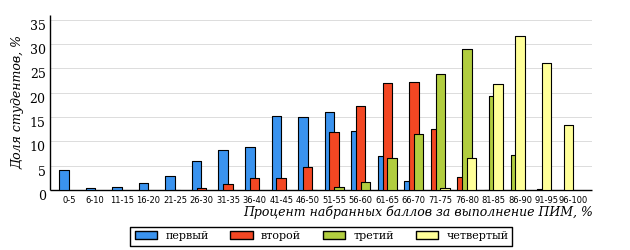 35
30
25
20
15
10
5
0
Доля студентов, %
0-5 6-10 11-15 16-20 21-25 26-30 31-35 36-40 41-45 46-50 51-55 56-60 61-65 66-70 71-75 76-80 81-85 86-90 91-95 96-100
Процент набранных баллов за выполнение ПИМ, %
первый второй третий четвертый